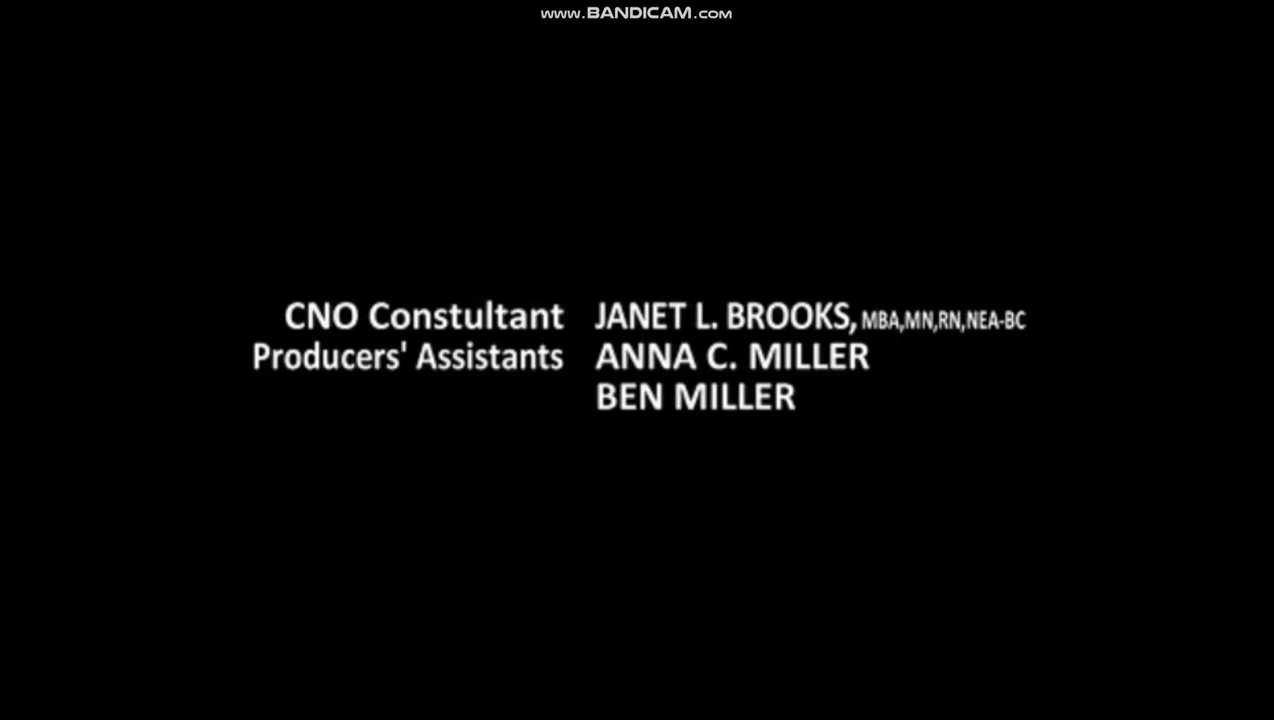 www.BANDICAM.com
CNO Constultant JANET L. BROOKS, MBA,MN,RN,NEA-BC
Producers' Assistants ANNA C. MILLER
BEN MILLER